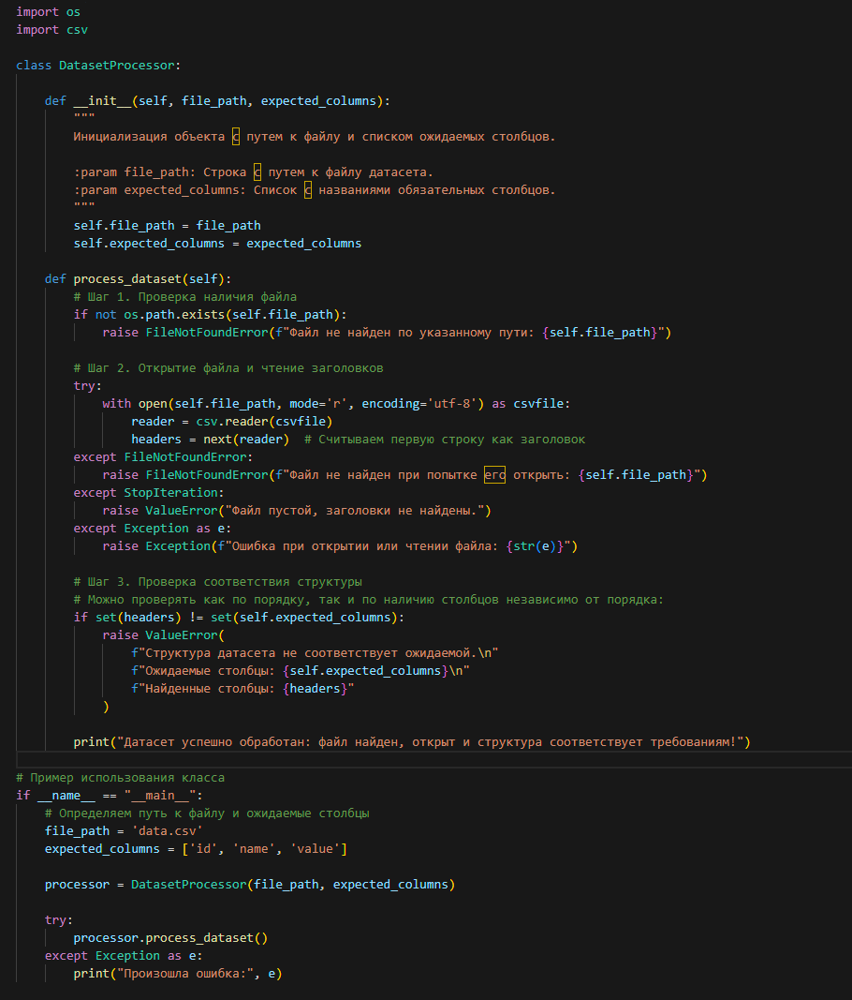 import os
import csv
class DatasetProcessor:
def __init__(self, file_path, expected_columns):
"""
Инициализация объекта с путем к файлу и списком ожидаемых столбцов.
:param file_path: Строка с путем к файлу датасета.
:param expected_columns: Список с названиями обязательных столбцов.
"""
self.file_path = file_path
self.expected_columns = expected_columns
def process_dataset(self):
# Шаг 1. Проверка наличия файла
if not os.path.exists(self.file_path):
raise FileNotFoundError(f"Файл не найден по указанному пути: {self.file_path}")
# Шаг 2. Открытие файла и чтение заголовков
try:
with open(self.file_path, mode='r', encoding='utf-8') as csvfile:
reader = csv.reader(csvfile)
headers = next(reader)  # Считываем первую строку как заголовок
except FileNotFoundError:
raise FileNotFoundError(f"Файл не найден при попытке его открыть: {self.file_path}")
except StopIteration:
raise ValueError("Файл пустой, заголовки не найдены.")
except Exception as e:
raise Exception(f"Ошибка при открытии или чтении файла: {str(e)}")
# Шаг 3. Проверка соответствия структуры
# Можно проверять как по порядку, так и по наличию столбцов независимо от порядка:
if set(headers) != set(self.expected_columns):
raise ValueError(
f"Структура датасета не соответствует ожидаемой.\n"
f"Ожидаемые столбцы: {self.expected_columns}\n"
f"Найденные столбцы: {headers}"
)
print("Датасет успешно обработан: файл найден, открыт и структура соответствует требованиям!")
# Пример использования класса
if __name__ == "__main__":
# Определяем путь к файлу и ожидаемые столбцы
file_path = 'data.csv'
expected_columns = ['id', 'name', 'value']
processor = DatasetProcessor(file_path, expected_columns)
try:
processor.process_dataset()
except Exception as e:
print("Произошла ошибка:", e)